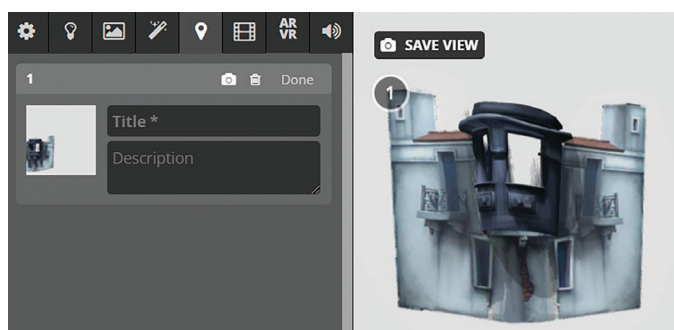 AR
VR
SAVE VIEW
1 Done
1
Title *
Description